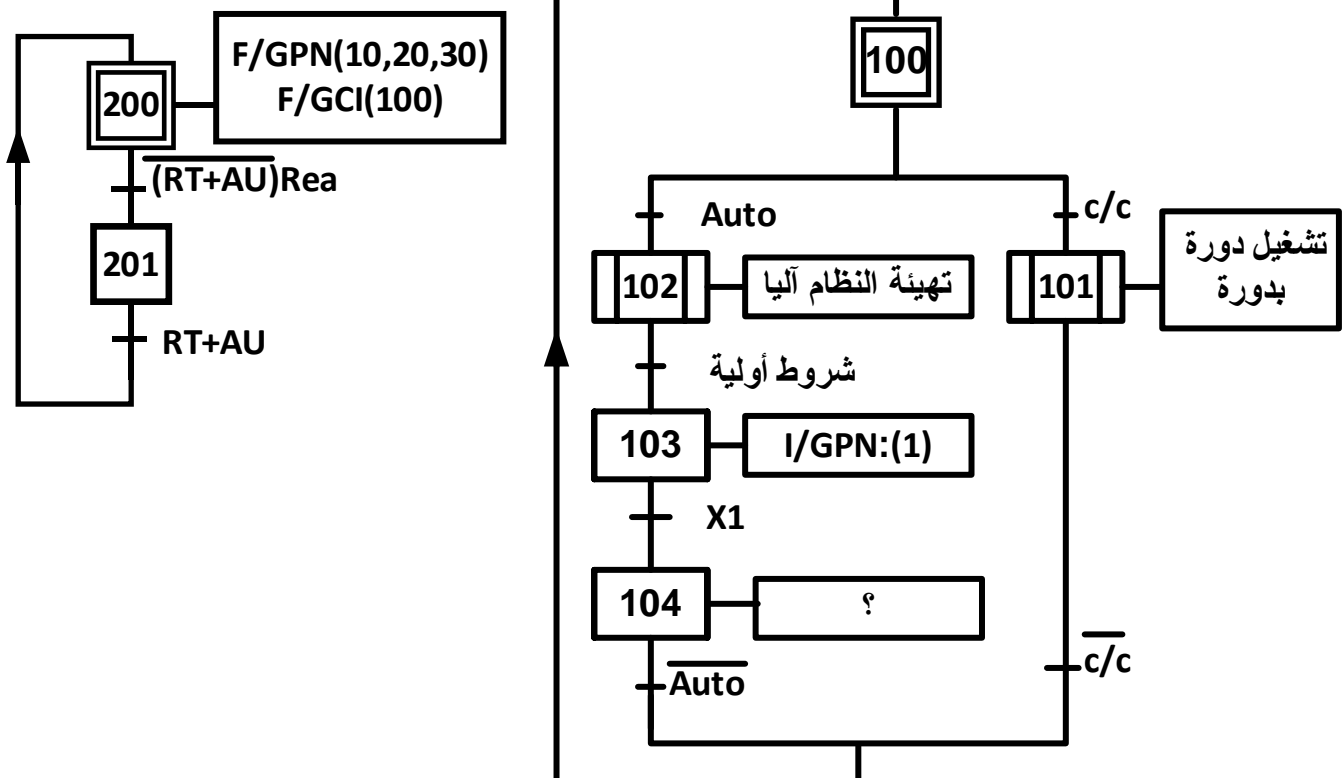 F/GPN(10,20,30)
F/GCI(100)
200
(RT+AU)Rea
201
RT+AU
100
Auto
c/c
102
تهيئة النظام آليا
101
تشغيل دورة
بدورة
شروط أولية
103
I/GPN:(1)
X1
104
؟
Auto
c/c